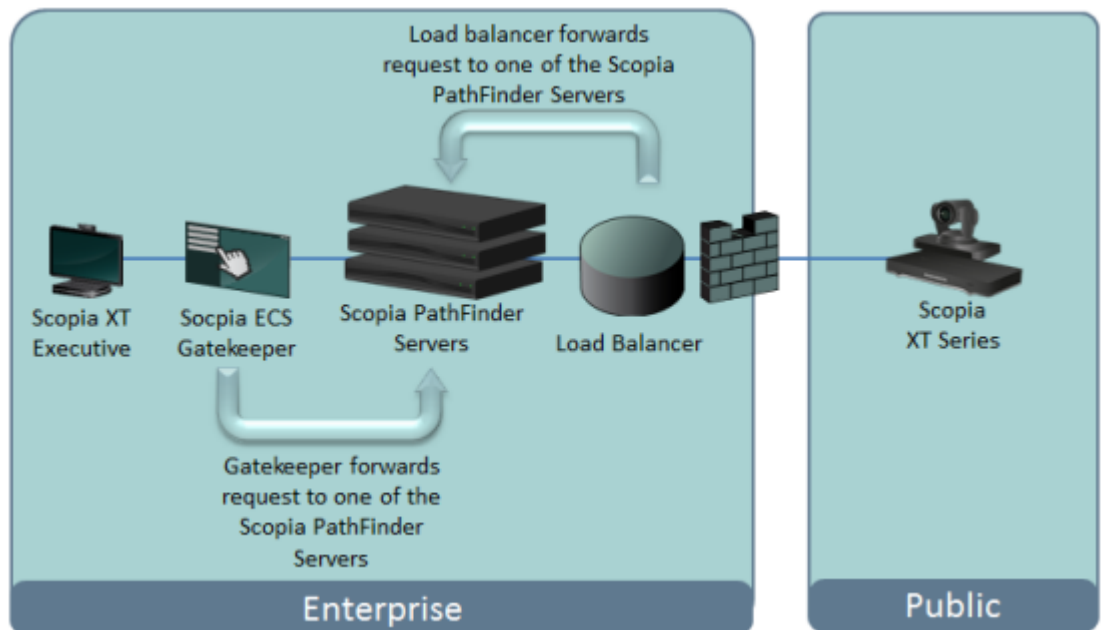 Load balancer forwards
request to one of the Scopia
PathFinder Servers
Scopia XT
Executive
Socpia ECS
Gatekeeper
Scopia PathFinder
Servers
Load Balancer
Scopia
XT Series
Gatekeeper forwards
request to one of the
Scopia PathFinder
Servers
Enterprise
Public